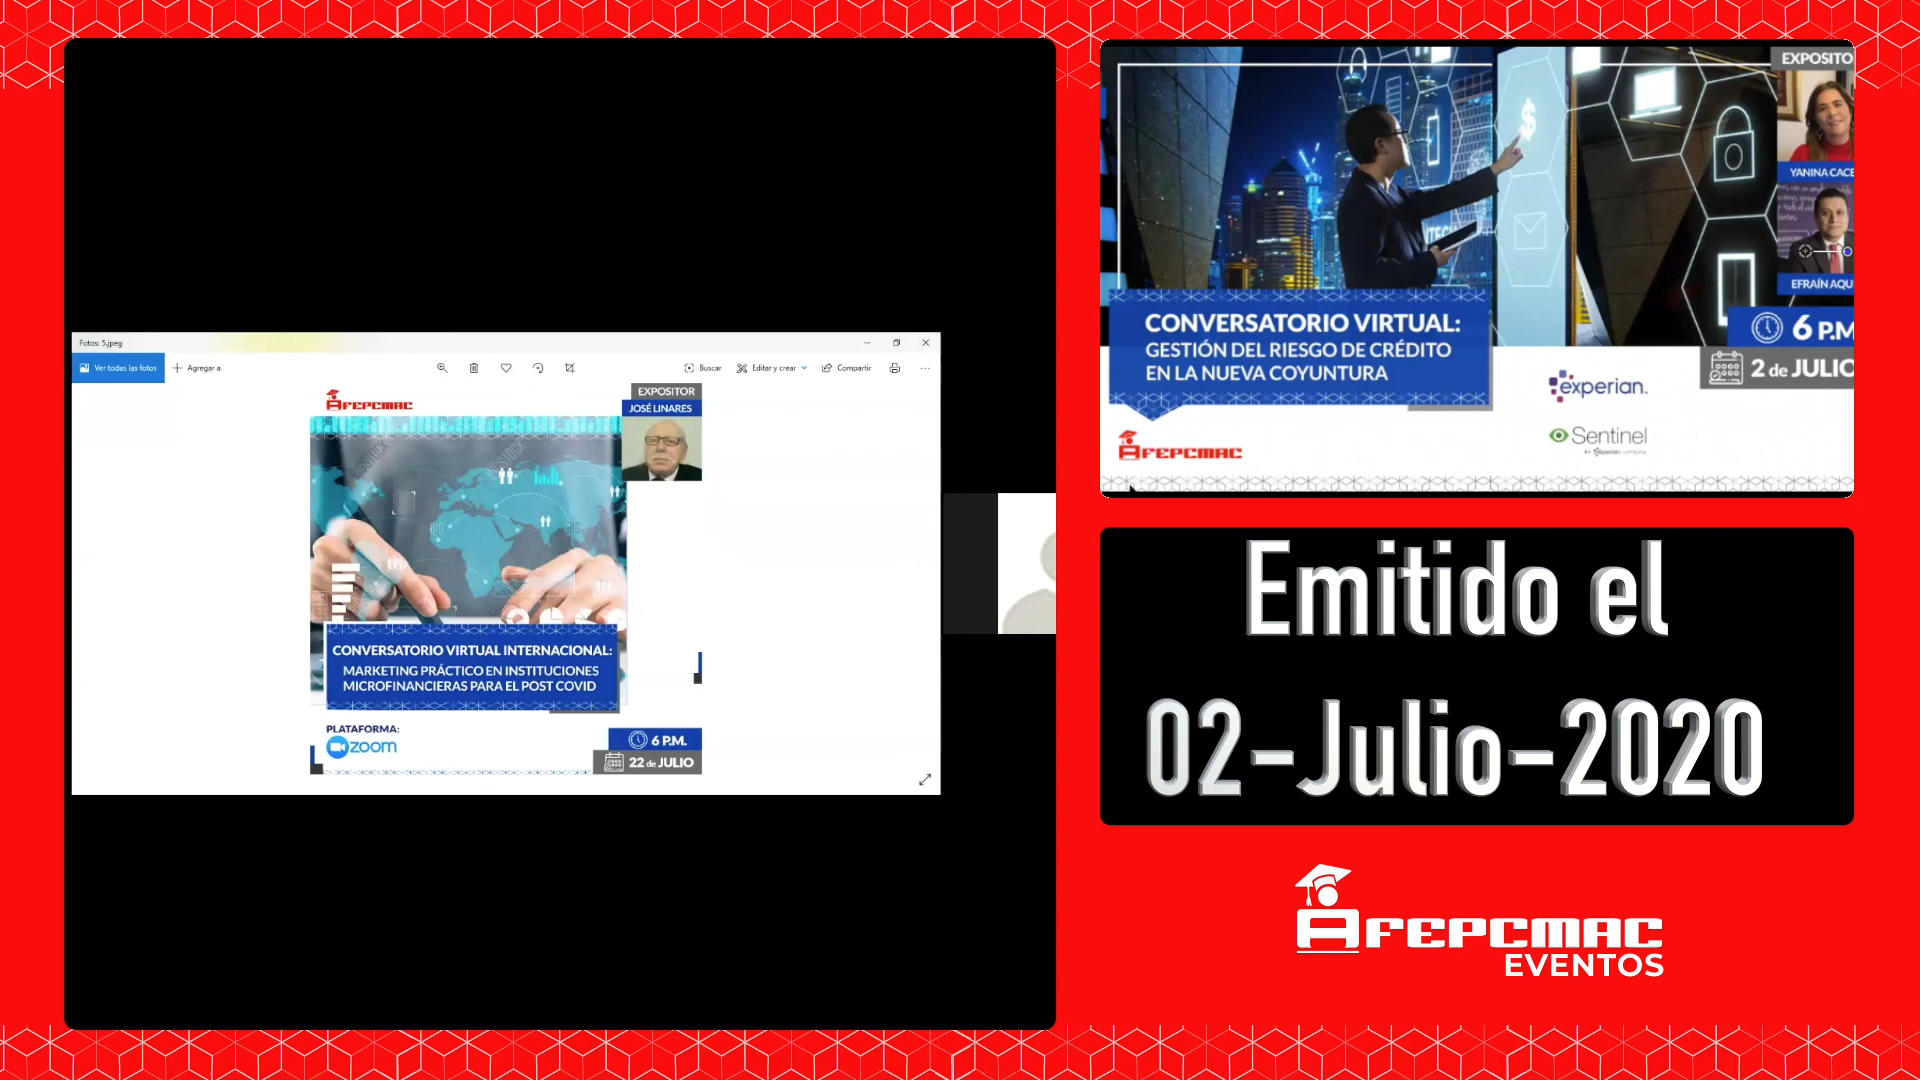 Fotos: 5.jpeg
Ver todas las fotos
Agregar a
Buscar
Editar y crear
Compartir
AFEPCMAC
EXPOSITOR
JOSÉ LINARES
CONVERSATORIO VIRTUAL INTERNACIONAL:
MARKETING PRÁCTICO EN INSTITUCIONES
MICROFINANCIERAS PARA EL POST COVID
PLATAFORMA:
zoom
6 P.M.
22 de JULIO
EXPOSITO
YANINA CACE
EFRAÍN AQU
CONVERSATORIO VIRTUAL:
GESTIÓN DEL RIESGO DE CRÉDITO
EN LA NUEVA COYUNTURA
6 P.M
2 de JULIO
experian.
Sentinel
AFEPCMAC
Emitido el
02-Julio-2020
AFEPCMAC
EVENTOS